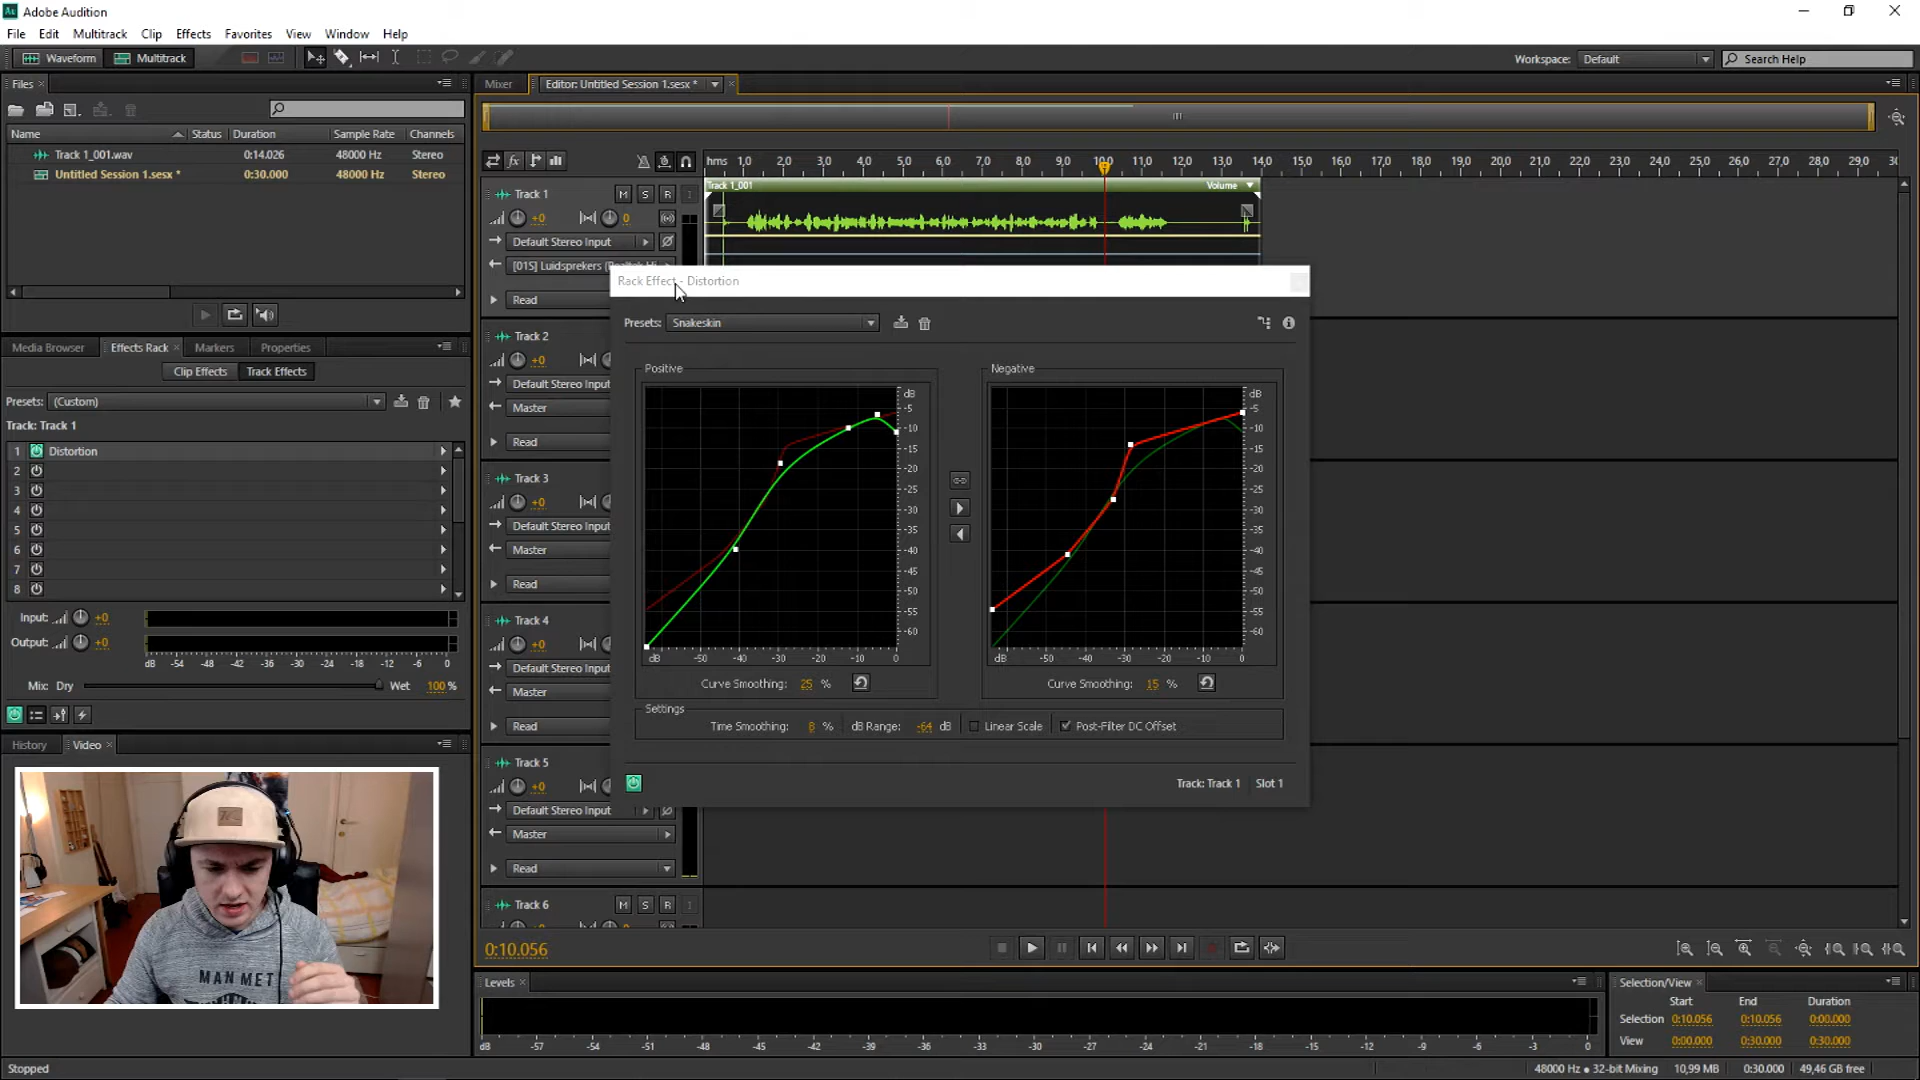 Adobe Audition
File Edit Multitrack Clip Effects Favorites View Window Help
Waveform Multitrack Workspace: Default Search Help
Files Mixer Editor: Untitled Session 1.sesx *
Name Status Duration Sample Rate Channels
Track 1_001.wav 0:14.026 48000 Hz Stereo
Untitled Session 1.sesx * 0:30.000 48000 Hz Stereo
hms 1,0 2,0 3,0 4,0 5,0 6,0 7,0 8,0 9,0 10,0 11,0 12,0 13,0 14,0 15,0 16,0 17,0 18,0 19,0 20,0 21,0 22,0 23,0 24,0 25,0 26,0 27,0 28,0 29,0
Track 1 M S R I
Track 1_001 Volume
+0 0
Default Stereo Input
[01S] Luidsprekers
Read
Track 2
+0
Default Stereo Input
Master
Read
Track 3
+0
Default Stereo Input
Master
Read
Track 4
+0
Default Stereo Input
Master
Read
Track 5
+0
Default Stereo Input
Master
Read
Track 6 M S R I
0:10.056
Media Browser Effects Rack Markers Properties
Clip Effects Track Effects
Presets: (Custom)
Track: Track 1
1 Distortion
2
3
4
5
6
7
8
Input: +0
Output: +0
dB -54 -48 -42 -36 -30 -24 -18 -12 -6 0
Mix: Dry Wet 100 %
History Video
MAN MET
Rack Effect - Distortion
Presets: Snakeskin
Positive Negative
dB -5 -10 -15 -20 -25 -30 -35 -40 -45 -50 -55 -60
dB -50 -40 -30 -20 -10 0
dB -5 -10 -15 -20 -25 -30 -35 -40 -45 -50 -55 -60
dB -50 -40 -30 -20 -10 0
Curve Smoothing: 25 % Curve Smoothing: 15 %
Settings
Time Smoothing: 8 % dB Range: -64 dB Linear Scale Post-Filter DC Offset
Track: Track 1 Slot 1
Levels
dB -57 -54 -51 -48 -45 -42 -39 -36 -33 -30 -27 -24 -21 -18 -15 -12 -9 -6 -3 0
Selection/View
Start End Duration
Selection 0:10.056 0:10.056 0:00.000
View 0:00.000 0:30.000 0:30.000
Stopped 48000 Hz ● 32-bit Mixing 10,99 MB 0:30.000 49,46 GB free